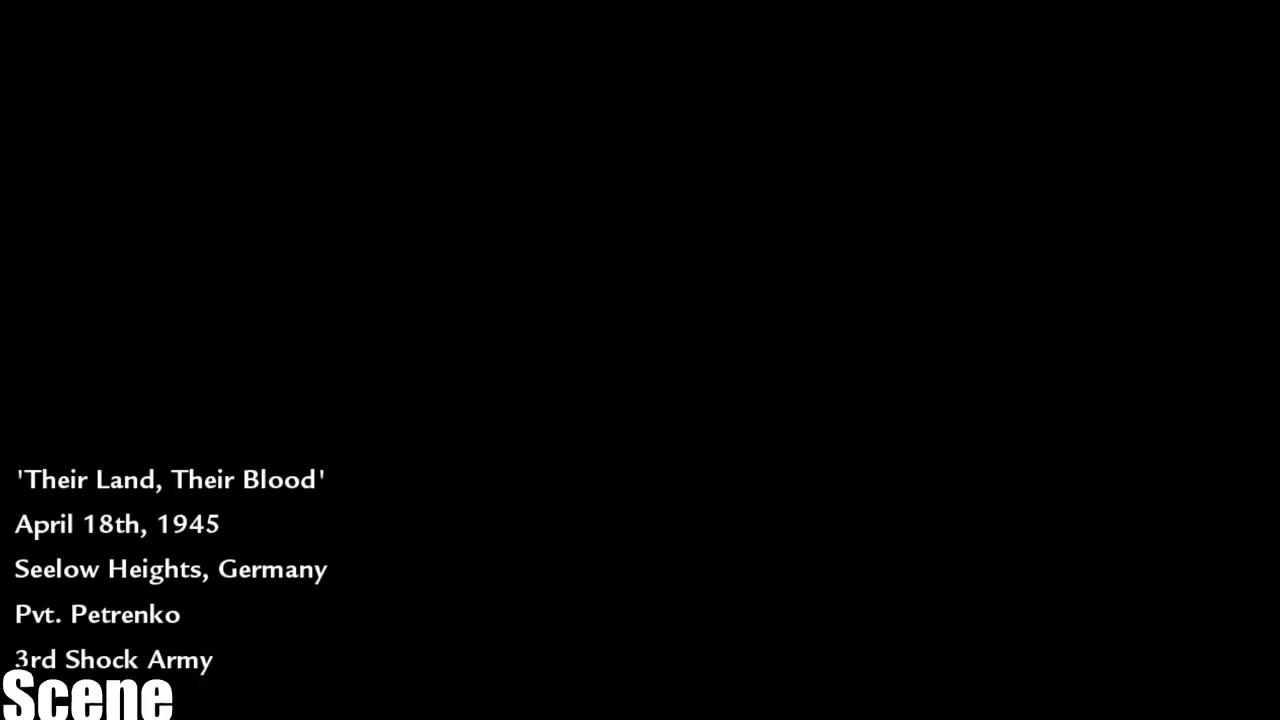 'Their Land, Their Blood'
April 18th, 1945
Seelow Heights, Germany
Pvt. Petrenko
3rd Shock Army
Scene